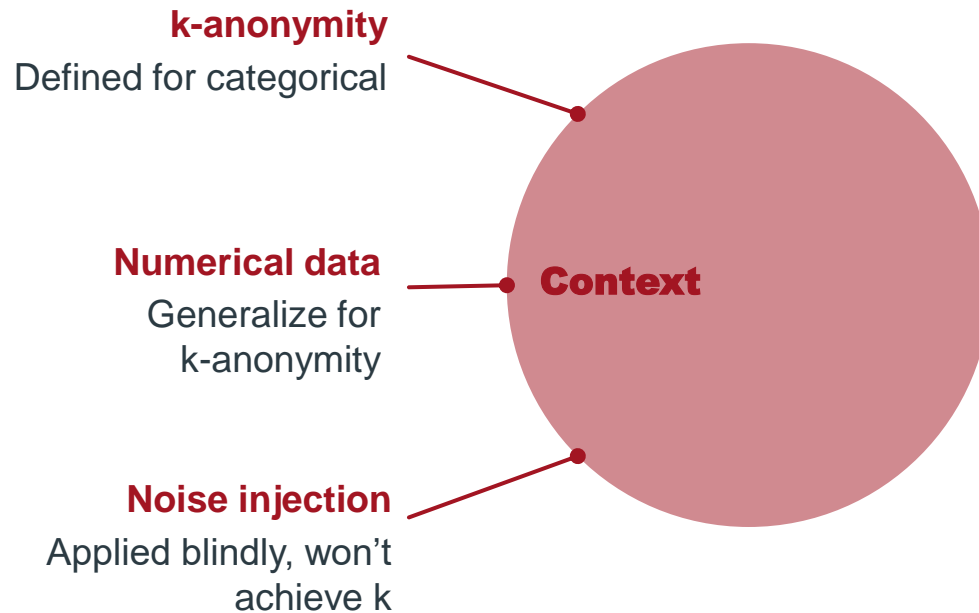 k-anonymity
Defined for categorical
Numerical data
Generalize for
k-anonymity
Context
Noise injection
Applied blindly, won’t
achieve k